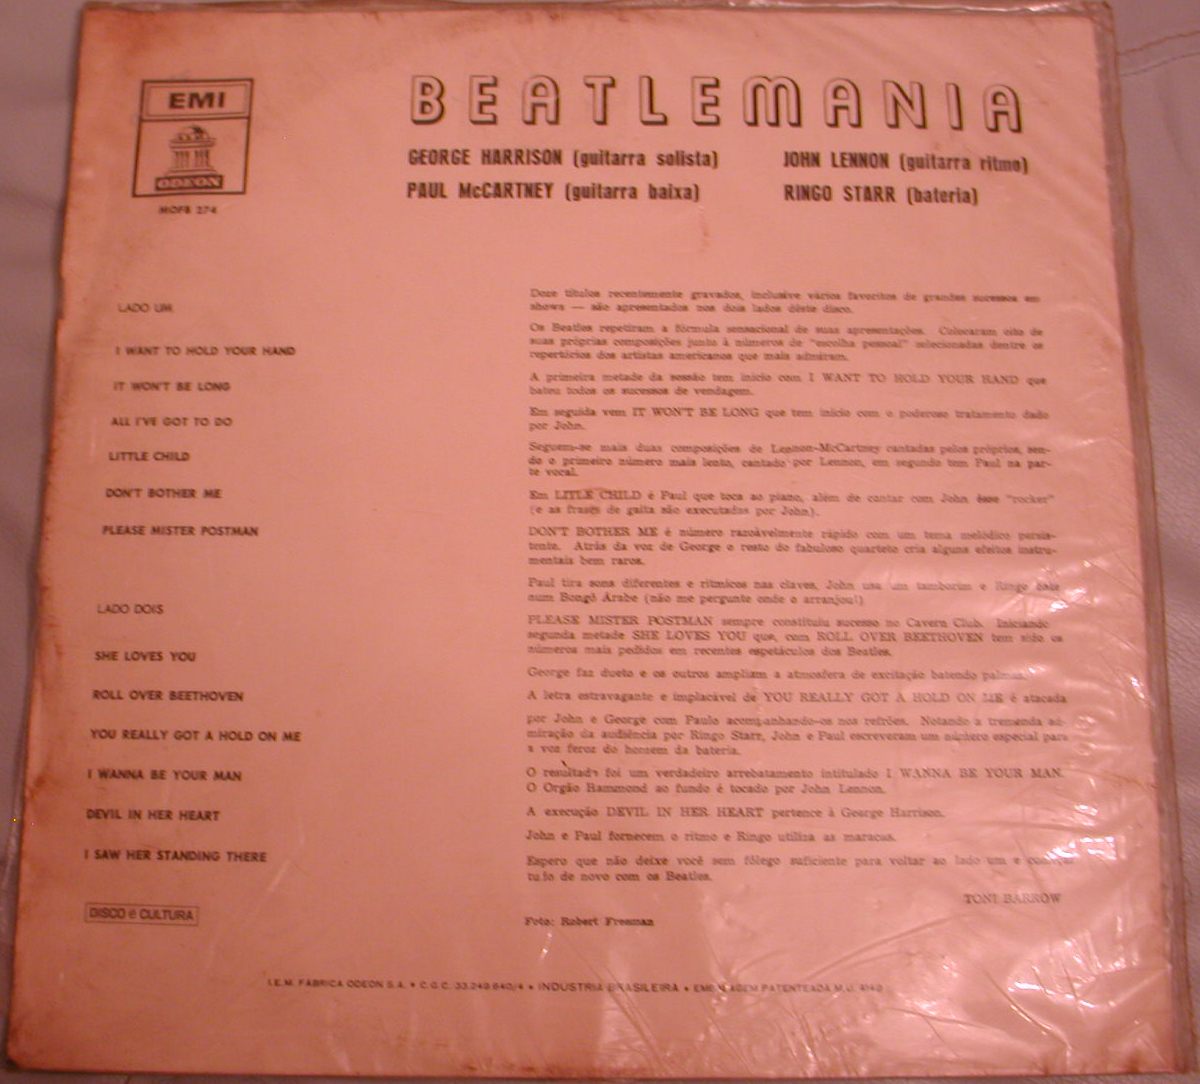 EMI
ODEON
MOFB 274
BEATLEMANIA
GEORGE HARRISON (guitarra solista)
JOHN LENNON (guitarra ritmo)
PAUL McCARTNEY (guitarra baixa)
RINGO STARR (bateria)
LADO UM
I WANT TO HOLD YOUR HAND
IT WON'T BE LONG
ALL I'VE GOT TO DO
LITTLE CHILD
DON'T BOTHER ME
PLEASE MISTER POSTMAN
LADO DOIS
SHE LOVES YOU
ROLL OVER BEETHOVEN
YOU REALLY GOT A HOLD ON ME
I WANNA BE YOUR MAN
DEVIL IN HER HEART
I SAW HER STANDING THERE
DISCO é CULTURA
Doze títulos recentemente gravados, inclusive vários favoritos de grandes sucessos em
shows — são apresentados nos dois lados dêste disco.
Os Beatles repetiram a fórmula sensacional de suas apresentações. Colocaram oito de
suas próprias composições junto à números de "escolha pessoal" selecionadas dentre os
repertórios dos artistas americanos que mais admiram.
A primeira metade da sessão tem início com I WANT TO HOLD YOUR HAND que
bateu todos os sucessos de vendagem.
Em seguida vem IT WON'T BE LONG que tem início com o poderoso tratamento dado
por John.
Seguem-se mais duas composições de Lennon-McCartney cantadas pelos próprios, sen-
do o primeiro número mais lento, cantado por Lennon, em segundo tem Paul na par-
te vocal.
Em LITLE CHILD é Paul que toca ao piano, além de cantar com John êsse "rocker"
(e as frases de gaita são executadas por John).
DON'T BOTHER ME é número razoàvelmente rápido com um tema melódico persis-
tente. Atrás da voz de George o resto do fabuloso quarteto cria alguns efeitos instru-
mentais bem raros.
Paul tira sons diferentes e rítmicos nas claves, John usa um tamborim e Ringo bate
num Bongô Árabe (não me pergunte onde o arranjou!)
PLEASE MISTER POSTMAN sempre constituiu sucesso no Cavern Club. Iniciando
segunda metade SHE LOVES YOU que, com ROLL OVER BEETHOVEN tem sido os
números mais pedidos em recentes espetáculos dos Beatles.
George faz dueto e os outros ampliam a atmosfera de excitação batendo palmas.
A letra extravagante e implacável de YOU REALLY GOT A HOLD ON ME é atacada
por John e George com Paulo acompanhando-os nos refrões. Notando a tremenda ad-
miração da audiência por Ringo Starr, John e Paul escreveram um número especial para
a voz feroz do homem da bateria.
O resultado foi um verdadeiro arrebatamento intitulado I WANNA BE YOUR MAN.
O Orgão Hammond ao fundo é tocado por John Lennon.
A execução DEVIL IN HER HEART pertence à George Harrison.
John e Paul fornecem o ritmo e Ringo utiliza as maracas.
Espero que não deixe você sem fôlego suficiente para voltar ao lado um e começar
tudo de novo com os Beatles.
TONI BARROW
Foto: Robert Freeman
I.E.M. FÁBRICA ODEON S.A. • C.G.C. 33.249.640/4 • INDUSTRIA BRASILEIRA • EMBALAGEM PATENTEADA M.U. 4142